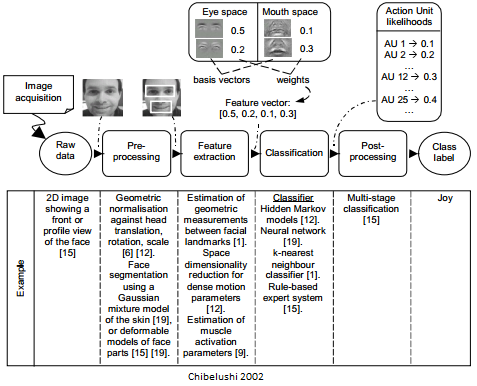 Eye space Mouth space
0.5 0.1
0.2 0.3
basis vectors weights
Feature vector:
[0.5, 0.2, 0.1, 0.3]
Action Unit
likelihoods
AU 1 → 0.1
AU 2 → 0.2
...
AU 12 → 0.3
...
AU 25 → 0.4
...
Image
acquisition
Raw
data
Pre-
processing
Feature
extraction
Classification
Post-
processing
Class
label
Example
2D image
showing a
front or
profile view
of the face
[15]
Geometric
normalisation
against head
translation,
rotation, scale
[6] [12].
Face
segmentation
using a
Gaussian
mixture model
of the skin [19],
or deformable
models of face
parts [15] [19].
Estimation of
geometric
measurements
between facial
landmarks [1].
Space
dimensionality
reduction for
dense motion
parameters
[12].
Estimation of
muscle
activation
parameters [9].
Classifier
Hidden Markov
models [12].
Neural network
[19].
k-nearest
neighbour
classifier [1].
Rule-based
expert system
[15].
Multi-stage
classification
[15]
Joy
Chibelushi 2002